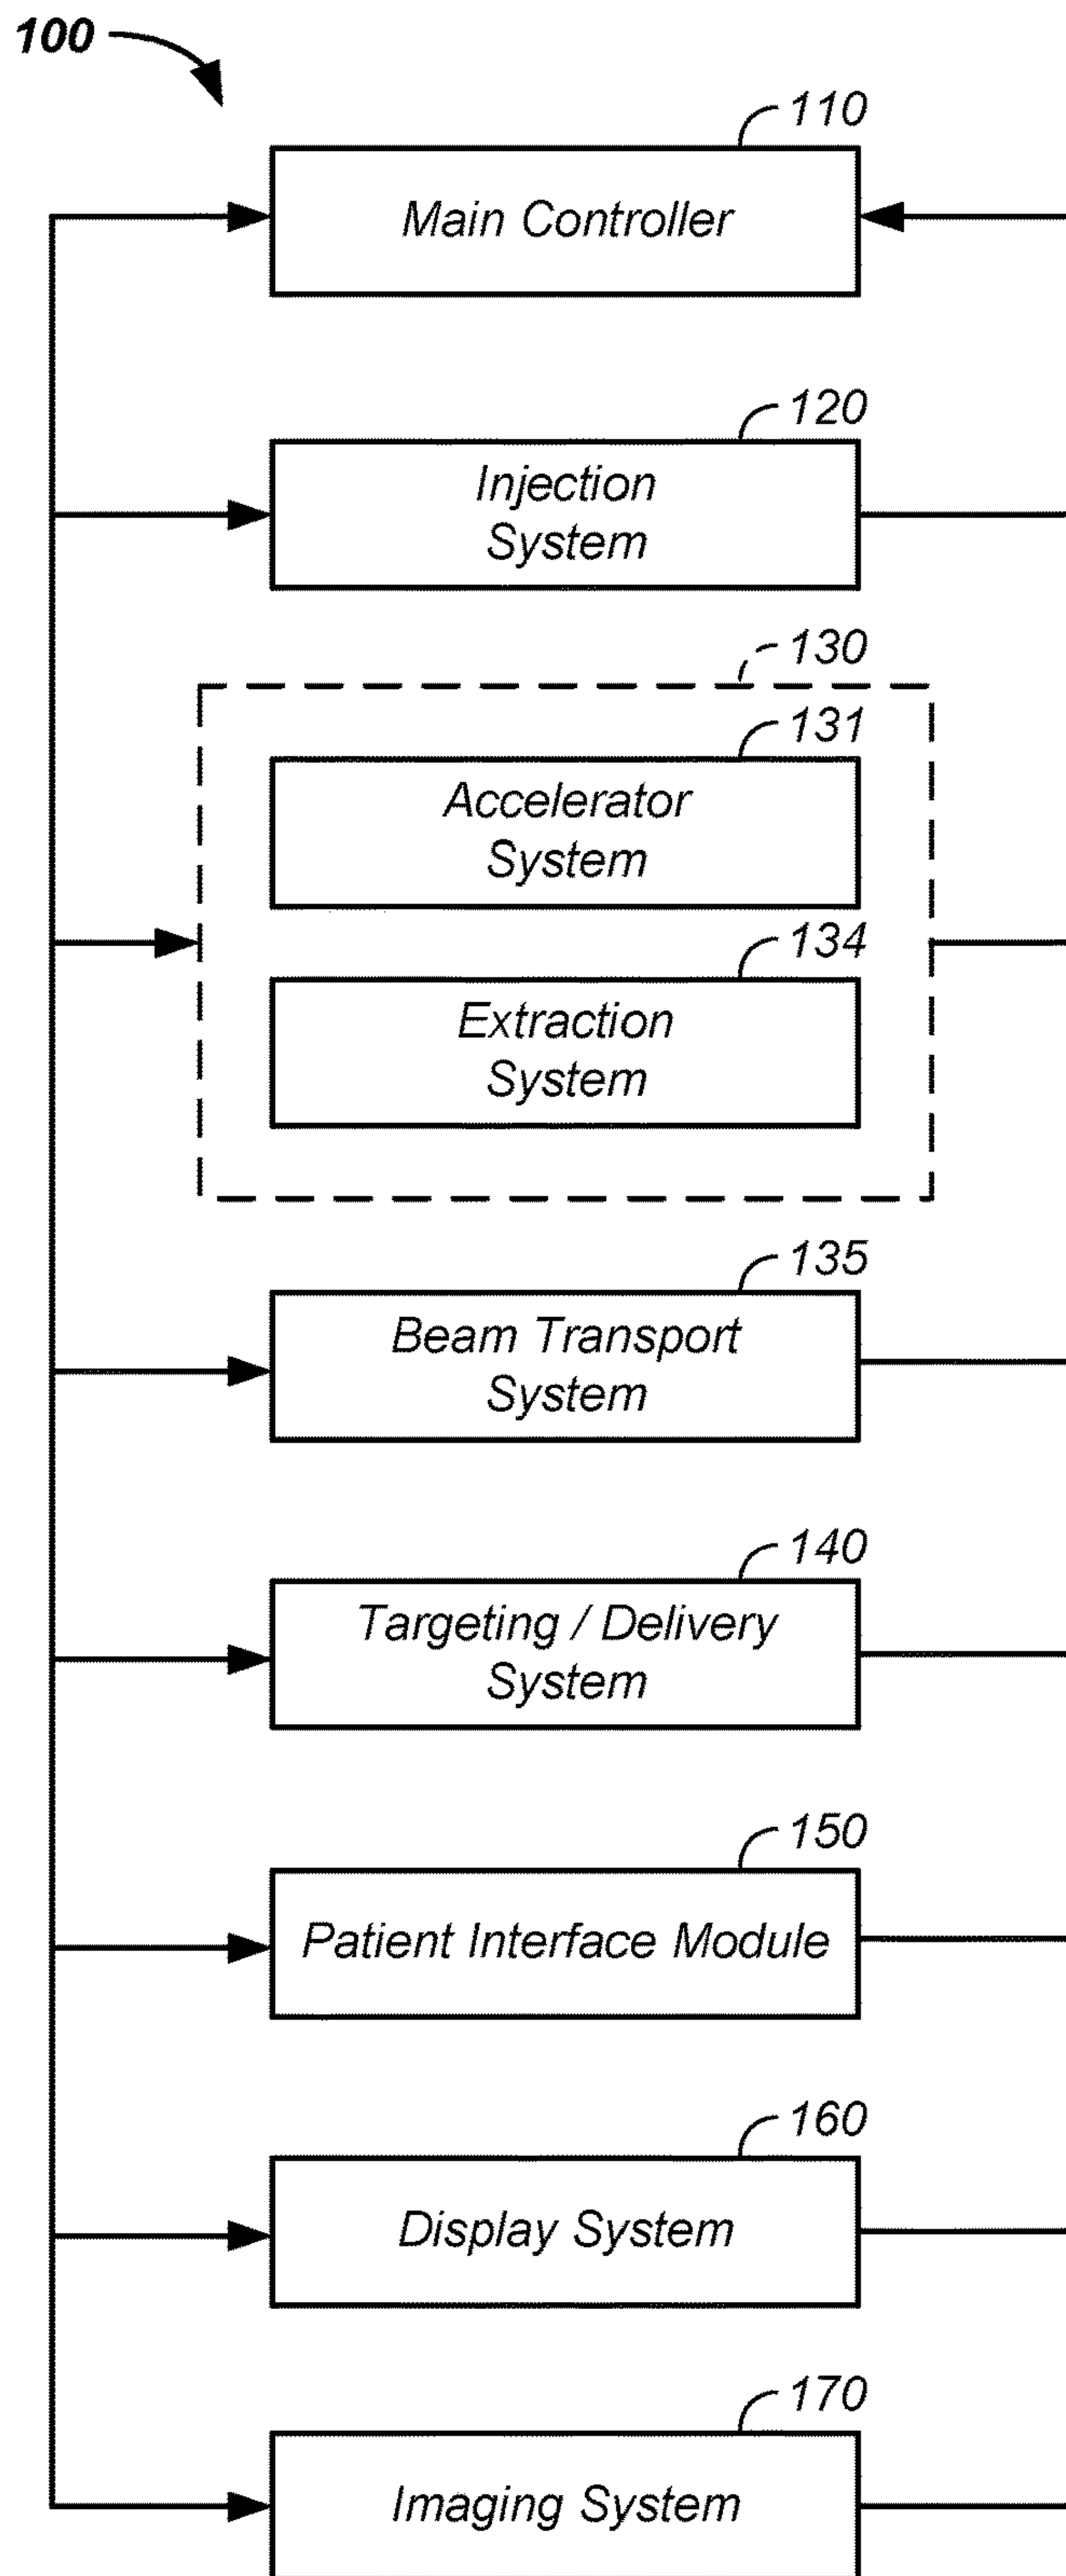 100
110
Main Controller
120
Injection
System
130
131
Accelerator
System
134
Extraction
System
135
Beam Transport
System
140
Targeting / Delivery
System
150
Patient Interface Module
160
Display System
170
Imaging System